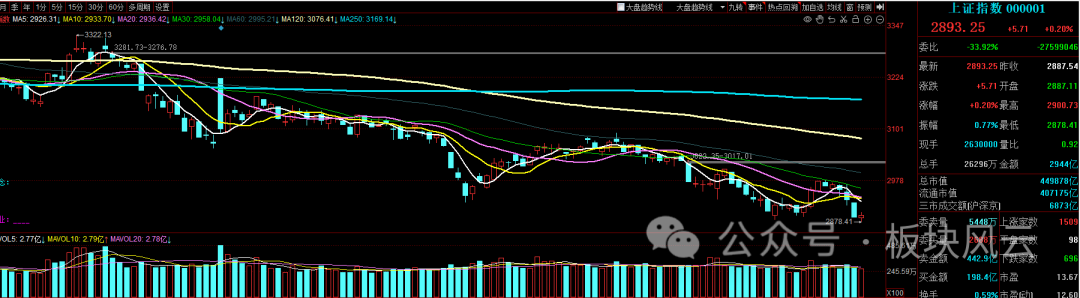 月 季 年 1分 5分 15分 30分 60分 多周期 设置
大盘趋势线 大盘趋势线 九转 事件 热点回溯 加自选 均线 富 预测
MA5: 2926.31↓ MA10: 2933.70↓ MA20: 2936.42↓ MA30: 2958.04↓ MA60: 2995.21↓ MA120: 3076.41↓ MA250: 3169.14↓
3322.13
3281.73-3276.78
3017.01
2878.41
3347
3224
3101
2978
VOL5: 2.77亿↓ MAVOL10: 2.79亿↑ MAVOL20: 2.78亿↓
245.59万
X100
公众号 · 板块风云
上证指数 000001
2893.25 +5.71 +0.20%
委比 -33.92% -27599046
最新 2893.25 昨收 2887.54
涨跌 +5.71 开盘 2887.11
涨幅 +0.20% 最高 2900.73
振幅 0.77% 最低 2878.41
现手 2630000 量比 0.92
总手 26296万 金额 2944亿
总市值 449878亿
流通市值 407175亿
三市成交额(沪深京) 6873亿
委卖量 5448万 上涨家数 1509
平盘家数 98
卖金额 442.9亿 下跌家数 696
买金额 198.4亿 市盈 13.67
换手 0.59% 市盈(动) 12.60